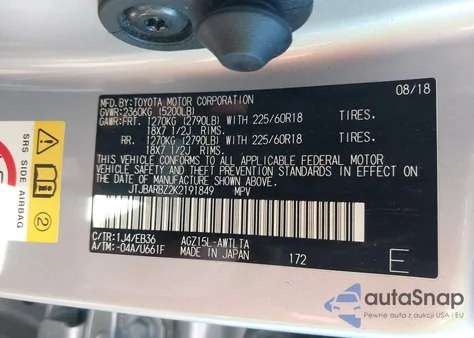 MFD.BY:TOYOTA MOTOR CORPORATION 08/18
GVWR:2360KG (5200LB)
GAWR:FRT. 1270KG (2790LB) WITH 225/60R18 TIRES.
18X7 1/2J RIMS.
RR. 1270KG (2790LB) WITH 225/60R18 TIRES.
18X7 1/2J RIMS.
THIS VEHICLE CONFORMS TO ALL APPLICABLE FEDERAL MOTOR
VEHICLE SAFETY AND THEFT PREVENTION STANDARDS IN EFFECT
ON THE DATE OF MANUFACTURE SHOWN ABOVE.
JTJBARBZ2K2191849 MPV
C/TR:1J4/EB36 AGZ15L-AWTLTA
A/TM:-04A/U661F MADE IN JAPAN 172 E
SRS SIDE AIRBAG
2
autoSnap
Pewne auta z aukcji USA i EU